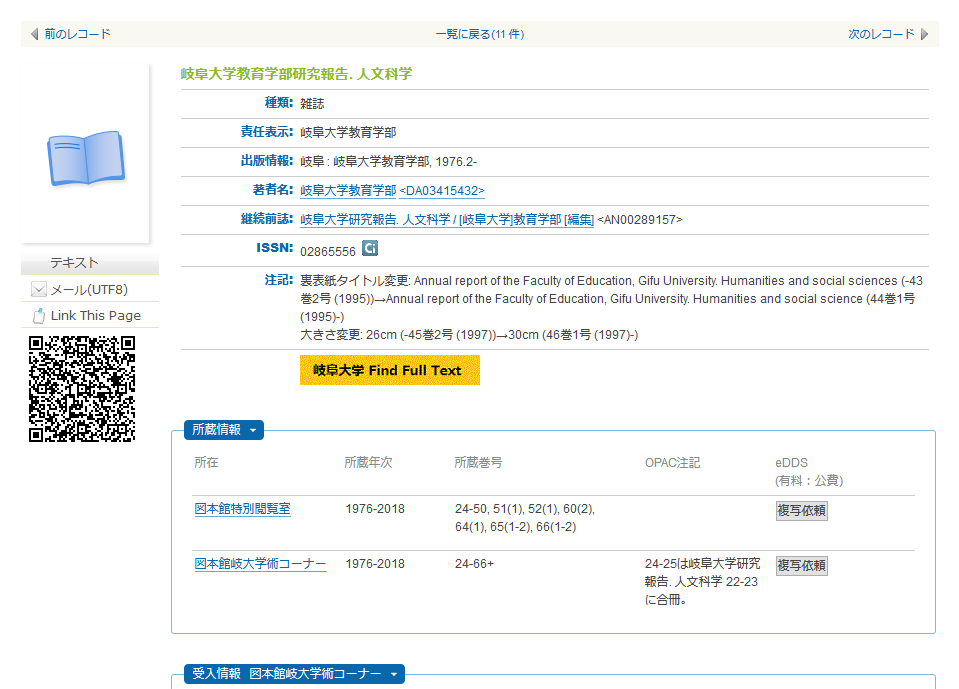 前のレコード 一覧に戻る(11 件) 次のレコード
岐阜大学教育学部研究報告. 人文科学
種類: 雑誌
責任表示: 岐阜大学教育学部
出版情報: 岐阜 : 岐阜大学教育学部, 1976.2-
著者名: 岐阜大学教育学部 <DA03415432>
継続前誌: 岐阜大学研究報告. 人文科学 / [岐阜大学]教育学部 [編集] <AN00289157>
ISSN: 02865556 Ci
注記: 裏表紙タイトル変更: Annual report of the Faculty of Education, Gifu University. Humanities and social sciences (-43
巻2号 (1995))→Annual report of the Faculty of Education, Gifu University. Humanities and social science (44巻1号
(1995)-)
大きさ変更: 26cm (-45巻2号 (1997))→30cm (46巻1号 (1997)-)
岐阜大学 Find Full Text
テキスト
メール(UTF8)
Link This Page
所蔵情報
所在 所蔵年次 所蔵巻号 OPAC注記 eDDS
(有料：公費)
図本館特別閲覧室 1976-2018 24-50, 51(1), 52(1), 60(2), 複写依頼
64(1), 65(1-2), 66(1-2)
図本館岐大学術コーナー 1976-2018 24-66+ 24-25は岐阜大学研究 複写依頼
報告. 人文科学 22-23
に合冊。
受入情報 図本館岐大学術コーナー